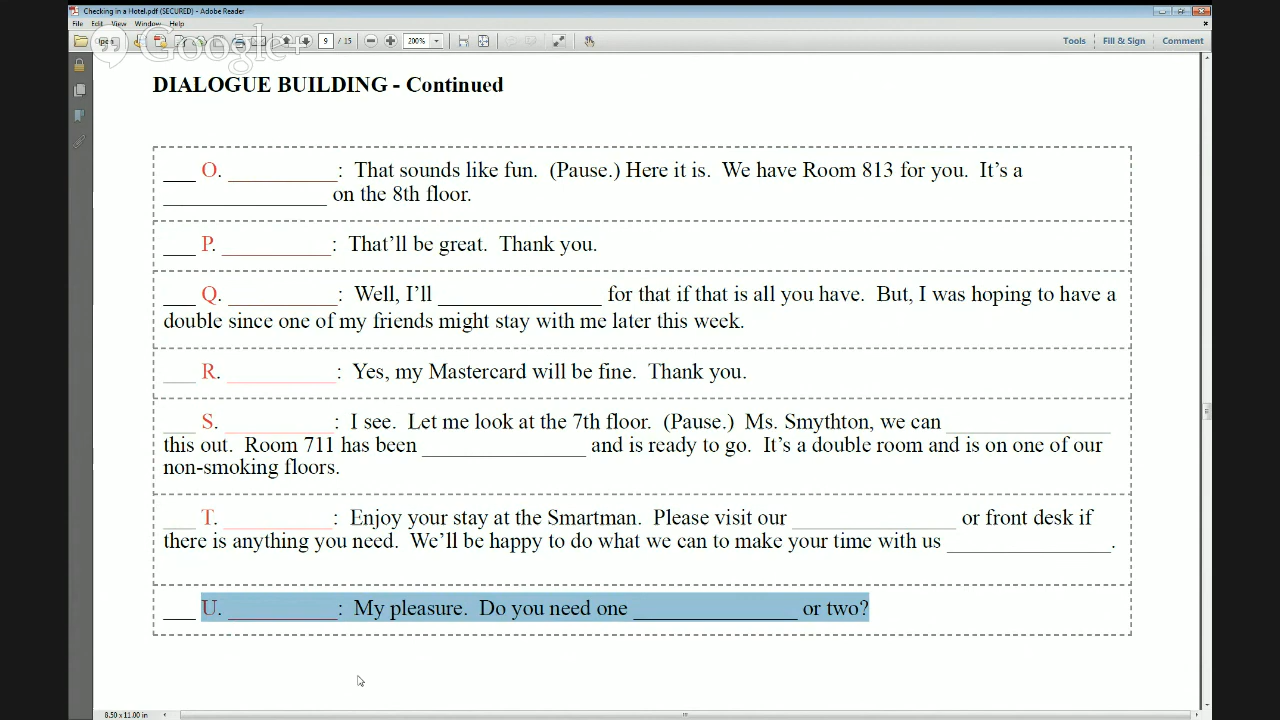 Checking in a Hotel.pdf (SECURED) - Adobe Reader
File Edit View Window Help
Open 9 / 15 200% Tools Fill & Sign Comment
Google+
DIALOGUE BUILDING - Continued
___ O. __________: That sounds like fun. (Pause.) Here it is. We have Room 813 for you. It's a
_______________ on the 8th floor.
___ P. __________: That'll be great. Thank you.
___ Q. __________: Well, I'll _______________ for that if that is all you have. But, I was hoping to have a
double since one of my friends might stay with me later this week.
___ R. __________: Yes, my Mastercard will be fine. Thank you.
___ S. __________: I see. Let me look at the 7th floor. (Pause.) Ms. Smythton, we can _______________
this out. Room 711 has been _______________ and is ready to go. It's a double room and is on one of our
non-smoking floors.
___ T. __________: Enjoy your stay at the Smartman. Please visit our _______________ or front desk if
there is anything you need. We'll be happy to do what we can to make your time with us _______________.
___ U. __________: My pleasure. Do you need one _______________ or two?
8.50 x 11.00 in